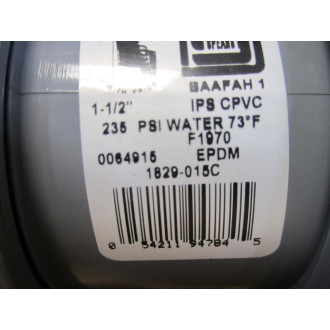 BAAFAH 1
1-1/2" IPS CPVC
235 PSI WATER 73°F
F1970
0064915 EPDM
1829-015C
0 54211 94784 5